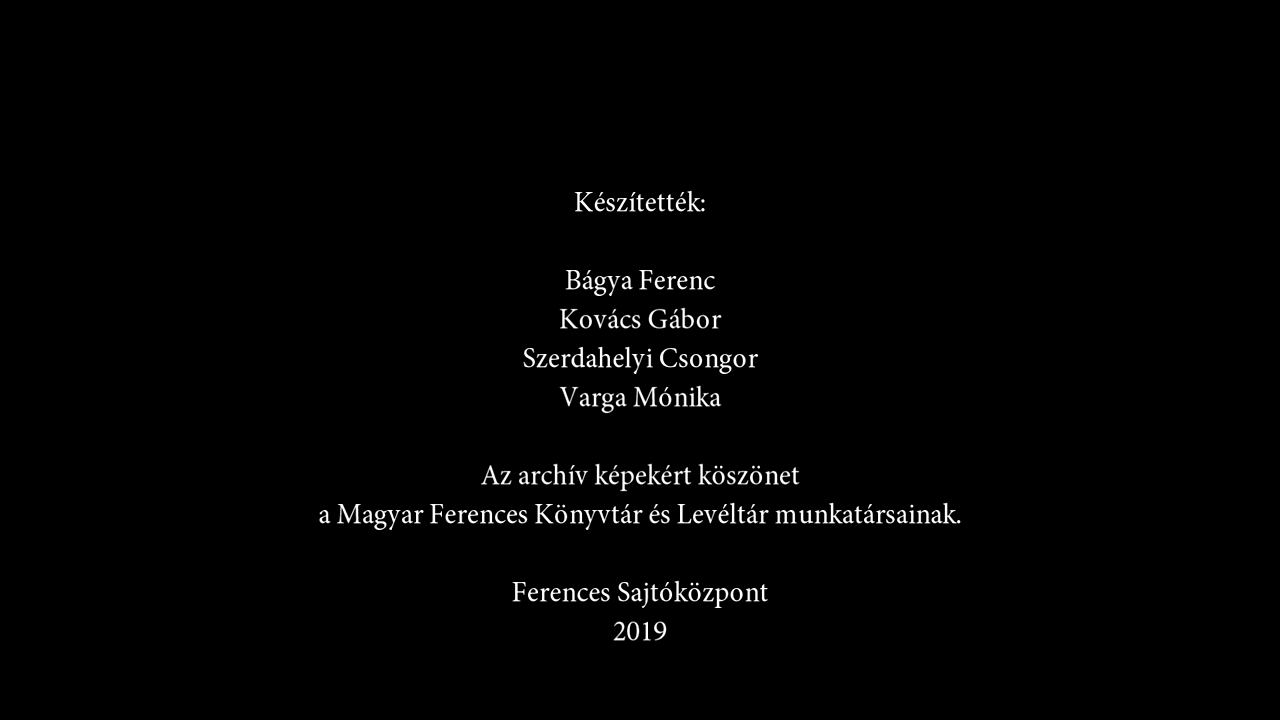 Készítették:
Bágya Ferenc
Kovács Gábor
Szerdahelyi Csongor
Varga Mónika
Az archív képekért köszönet
a Magyar Ferences Könyvtár és Levéltár munkatársainak.
Ferences Sajtóközpont
2019